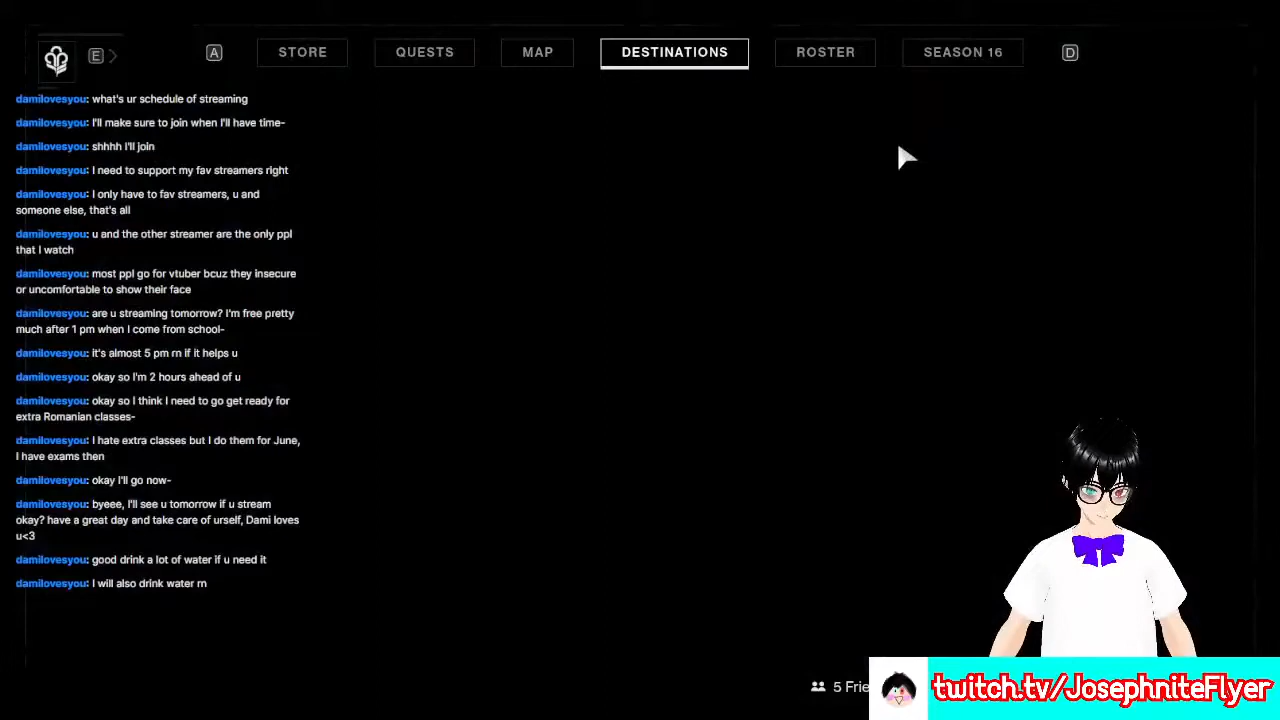 E
A
STORE
QUESTS
MAP
DESTINATIONS
ROSTER
SEASON 16
D
damilovesyou: what's ur schedule of streaming
damilovesyou: I'll make sure to join when I'll have time-
damilovesyou: shhhh I'll join
damilovesyou: I need to support my fav streamers right
damilovesyou: I only have to fav streamers, u and
someone else, that's all
damilovesyou: u and the other streamer are the only ppl
that I watch
damilovesyou: most ppl go for vtuber bcuz they insecure
or uncomfortable to show their face
damilovesyou: are u streaming tomorrow? I'm free pretty
much after 1 pm when I come from school-
damilovesyou: it's almost 5 pm rn if it helps u
damilovesyou: okay so I'm 2 hours ahead of u
damilovesyou: okay so I think I need to go get ready for
extra Romanian classes-
damilovesyou: I hate extra classes but I do them for June,
I have exams then
damilovesyou: okay I'll go now-
damilovesyou: byeee, I'll see u tomorrow if u stream
okay? have a great day and take care of urself, Dami loves
u<3
damilovesyou: good drink a lot of water if u need it
damilovesyou: I will also drink water rn
5 Frie
twitch.tv/JosephniteFlyer